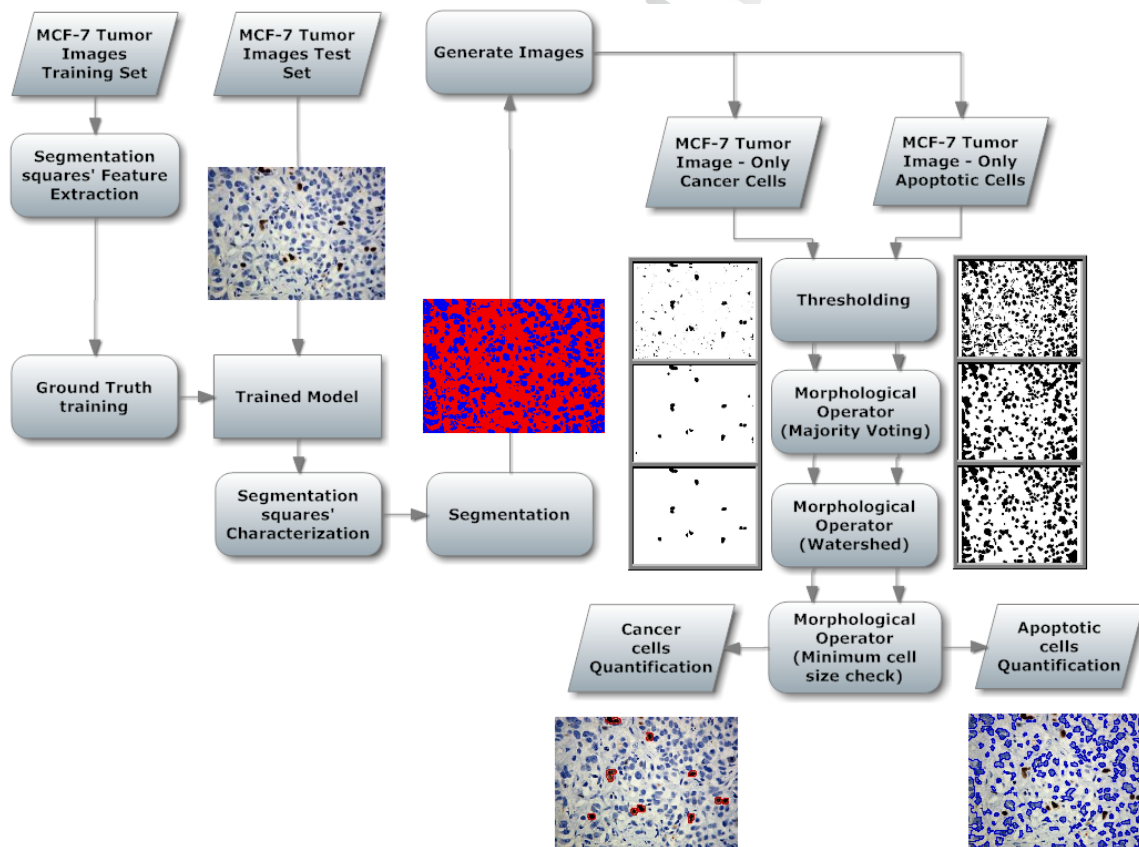 MCF-7 Tumor
Images
Training Set
MCF-7 Tumor
Images Test
Set
Generate Images
Segmentation
squares' Feature
Extraction
MCF-7 Tumor
Image - Only
Cancer Cells
MCF-7 Tumor
Image - Only
Apoptotic Cells
Thresholding
Ground Truth
training
Trained Model
Morphological
Operator
(Majority Voting)
Segmentation
squares'
Characterization
Segmentation
Morphological
Operator
(Watershed)
Cancer
cells
Quantification
Morphological
Operator
(Minimum cell
size check)
Apoptotic
cells
Quantification